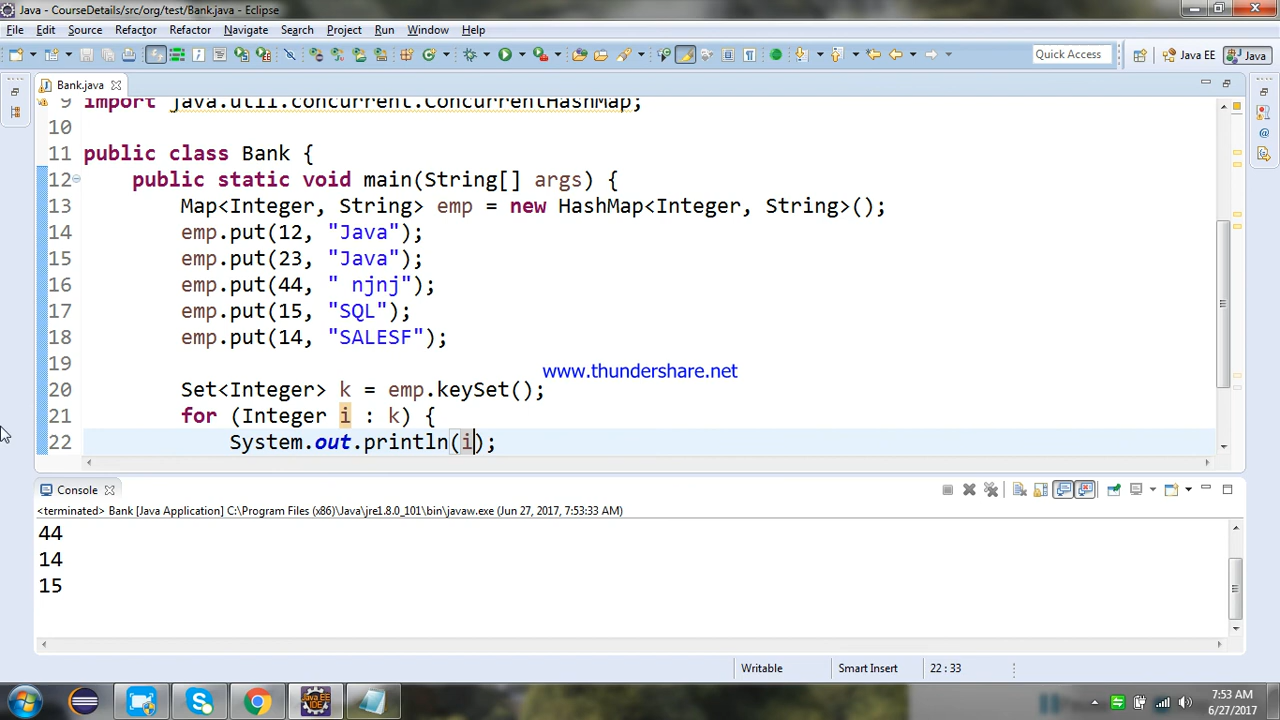 Java - CourseDetails/src/org/test/Bank.java - Eclipse
File Edit Source Refactor Refactor Navigate Search Project Run Window Help
Quick Access Java EE Java
Bank.java
9 import java.util.concurrent.ConcurrentHashMap;
10
11 public class Bank {
12 public static void main(String[] args) {
13 Map<Integer, String> emp = new HashMap<Integer, String>();
14 emp.put(12, "Java");
15 emp.put(23, "Java");
16 emp.put(44, " njnj");
17 emp.put(15, "SQL");
18 emp.put(14, "SALESF");
19
www.thundershare.net
20 Set<Integer> k = emp.keySet();
21 for (Integer i : k) {
22 System.out.println(i);
Console
<terminated> Bank [Java Application] C:\Program Files (x86)\Java\jre1.8.0_101\bin\javaw.exe (Jun 27, 2017, 7:53:33 AM)
44
14
15
Writable Smart Insert 22 : 33
7:53 AM
6/27/2017